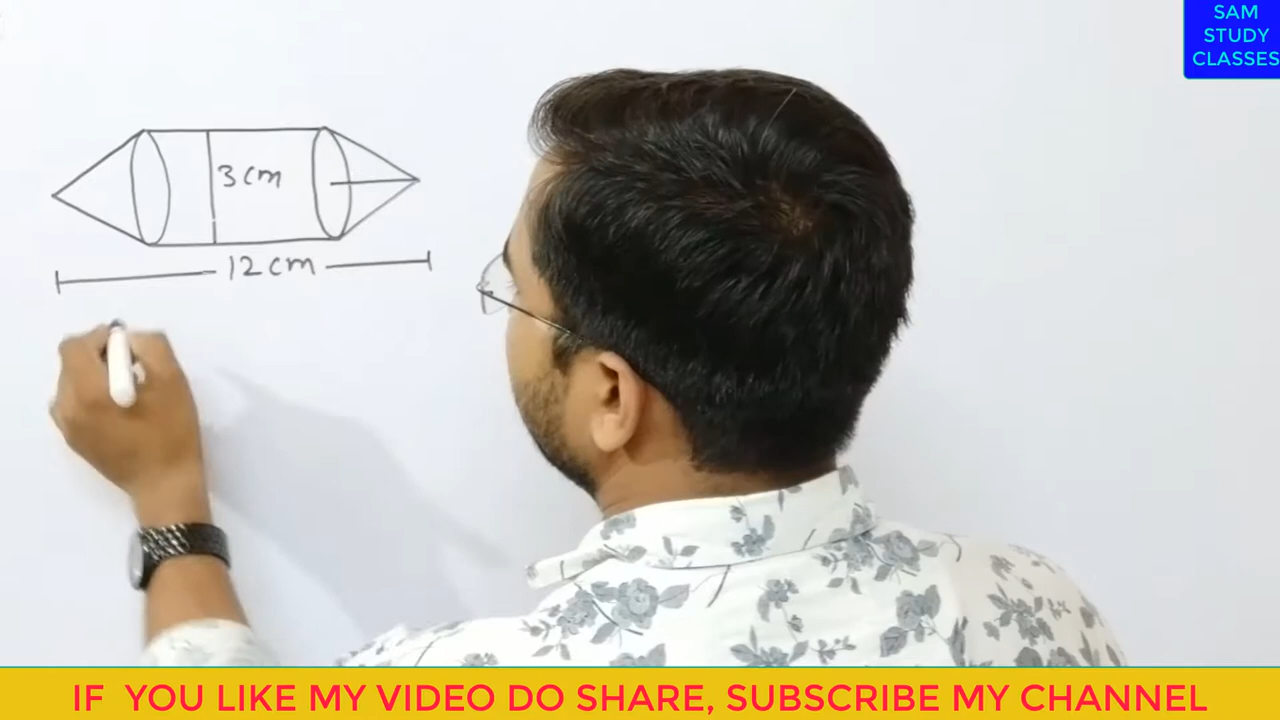 SAM
STUDY
CLASSES
3 cm
12 cm
IF YOU LIKE MY VIDEO DO SHARE, SUBSCRIBE MY CHANNEL